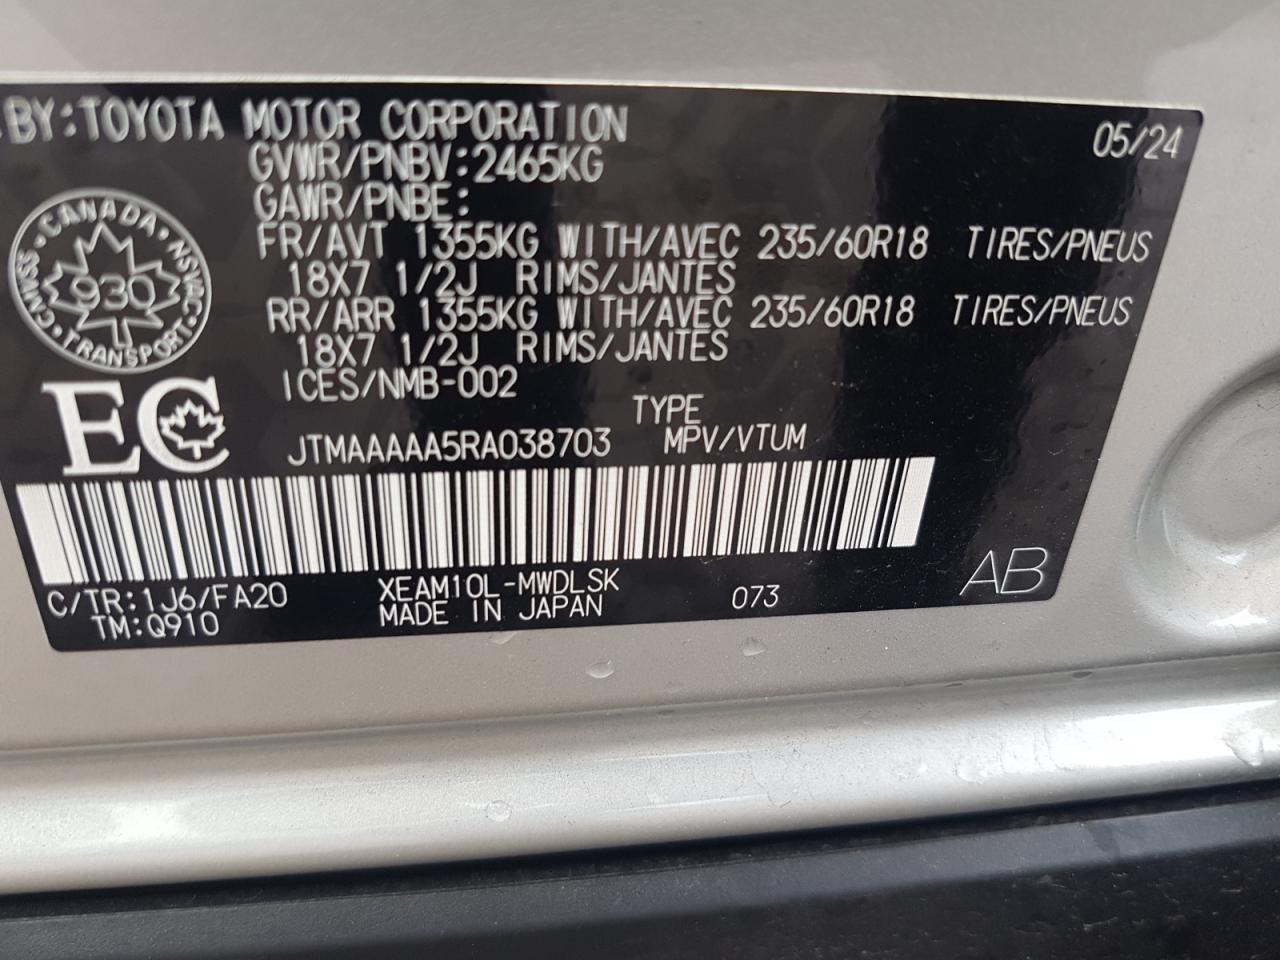 BY:TOYOTA MOTOR CORPORATION 05/24
GVWR/PNBV:2465KG
GAWR/PNBE:
FR/AVT 1355KG WITH/AVEC 235/60R18 TIRES/PNEUS
18X7 1/2J RIMS/JANTES
RR/ARR 1355KG WITH/AVEC 235/60R18 TIRES/PNEUS
18X7 1/2J RIMS/JANTES
ICES/NMB-002
CANADA
NSVAC·
TRANSPORT
·CMVSS·
930
EC
TYPE
JTMAAAAA5RA038703 MPV/VTUM
C/TR:1J6/FA20 XEAM10L-MWDLSK 073 AB
TM:Q910 MADE IN JAPAN